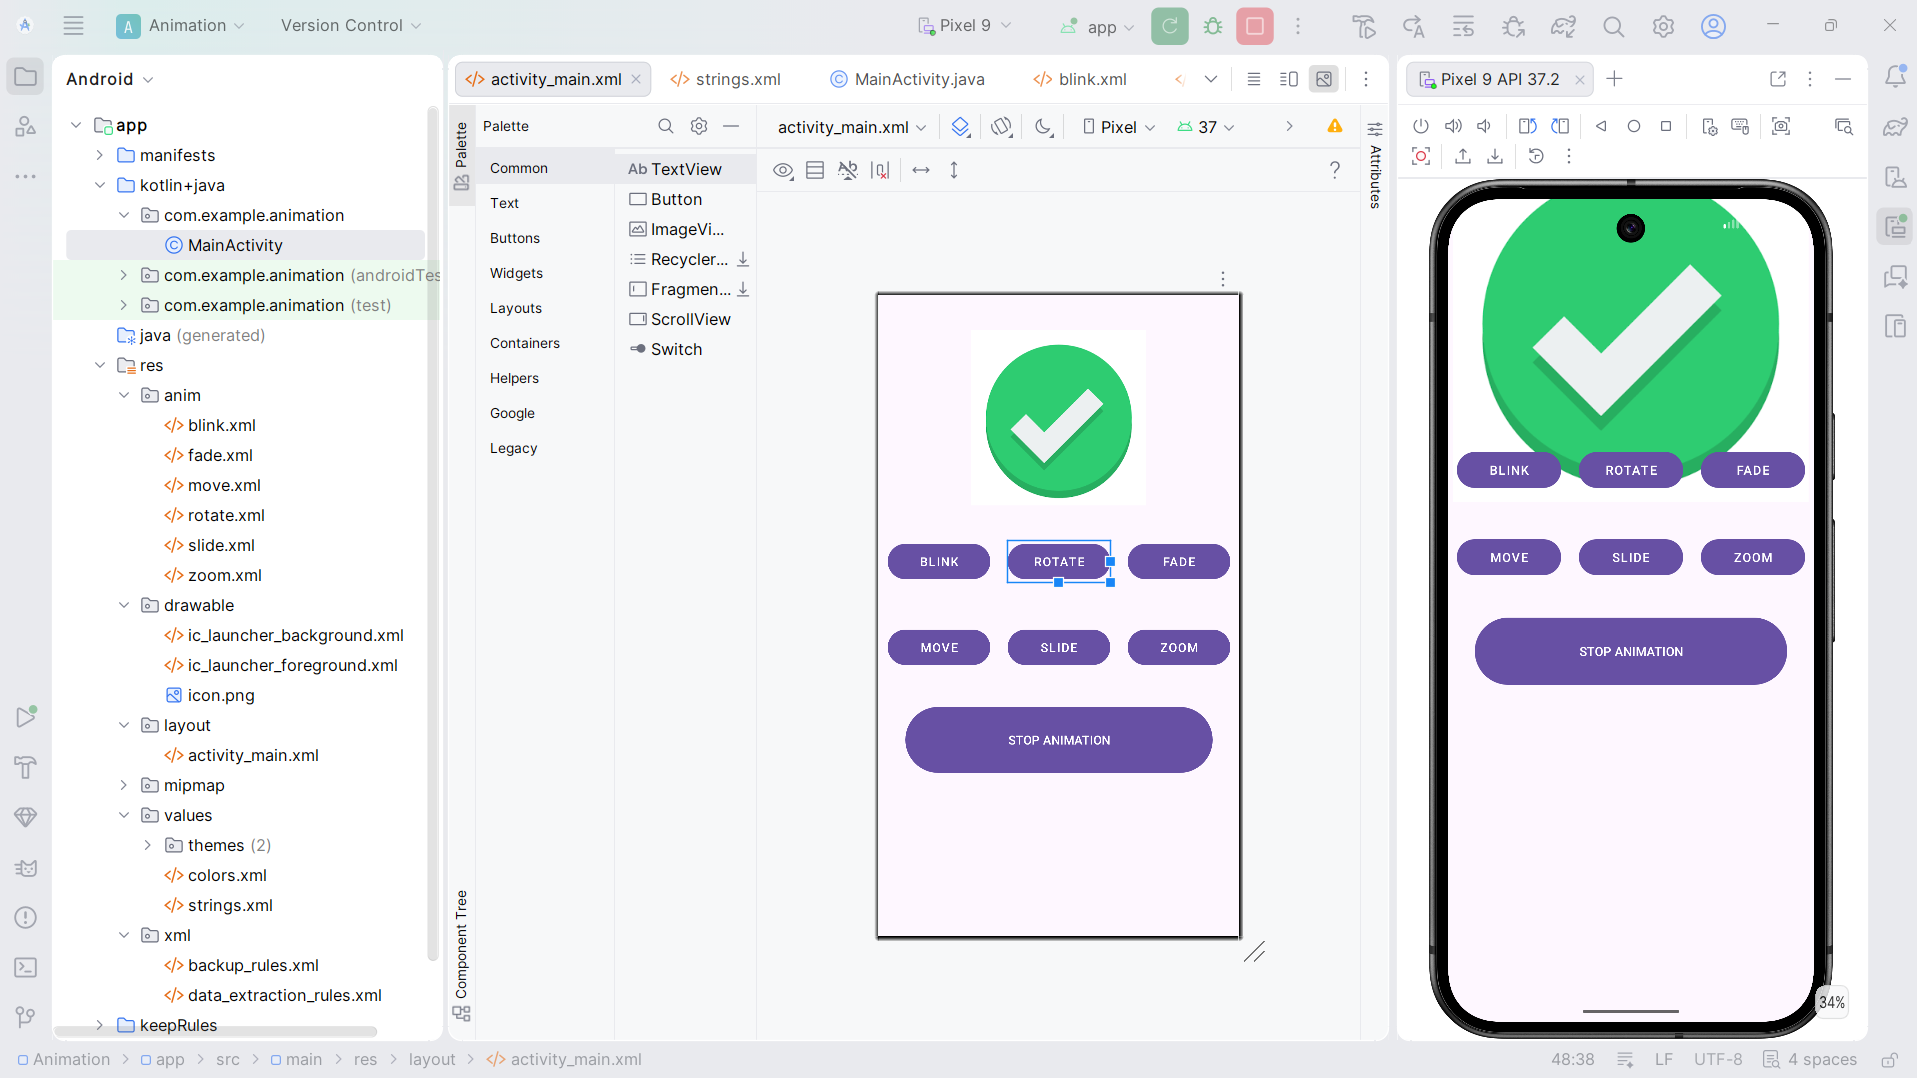 A Animation Version Control Pixel 9 app
Android
app
manifests
kotlin+java
com.example.animation
MainActivity
com.example.animation (androidTes
com.example.animation (test)
java (generated)
res
anim
blink.xml
fade.xml
move.xml
rotate.xml
slide.xml
zoom.xml
drawable
ic_launcher_background.xml
ic_launcher_foreground.xml
icon.png
layout
activity_main.xml
mipmap
values
themes (2)
colors.xml
strings.xml
xml
backup_rules.xml
data_extraction_rules.xml
keepRules
activity_main.xml strings.xml MainActivity.java blink.xml
Palette
Component Tree
Palette
Common
Text
Buttons
Widgets
Layouts
Containers
Helpers
Google
Legacy
Ab TextView
Button
ImageVi...
Recycler...
Fragmen...
ScrollView
Switch
activity_main.xml Pixel 37
?
BLINK ROTATE FADE
MOVE SLIDE ZOOM
STOP ANIMATION
Attributes
Pixel 9 API 37.2
BLINK ROTATE FADE
MOVE SLIDE ZOOM
STOP ANIMATION
34%
Animation app src main res layout activity_main.xml
48:38 LF UTF-8 4 spaces